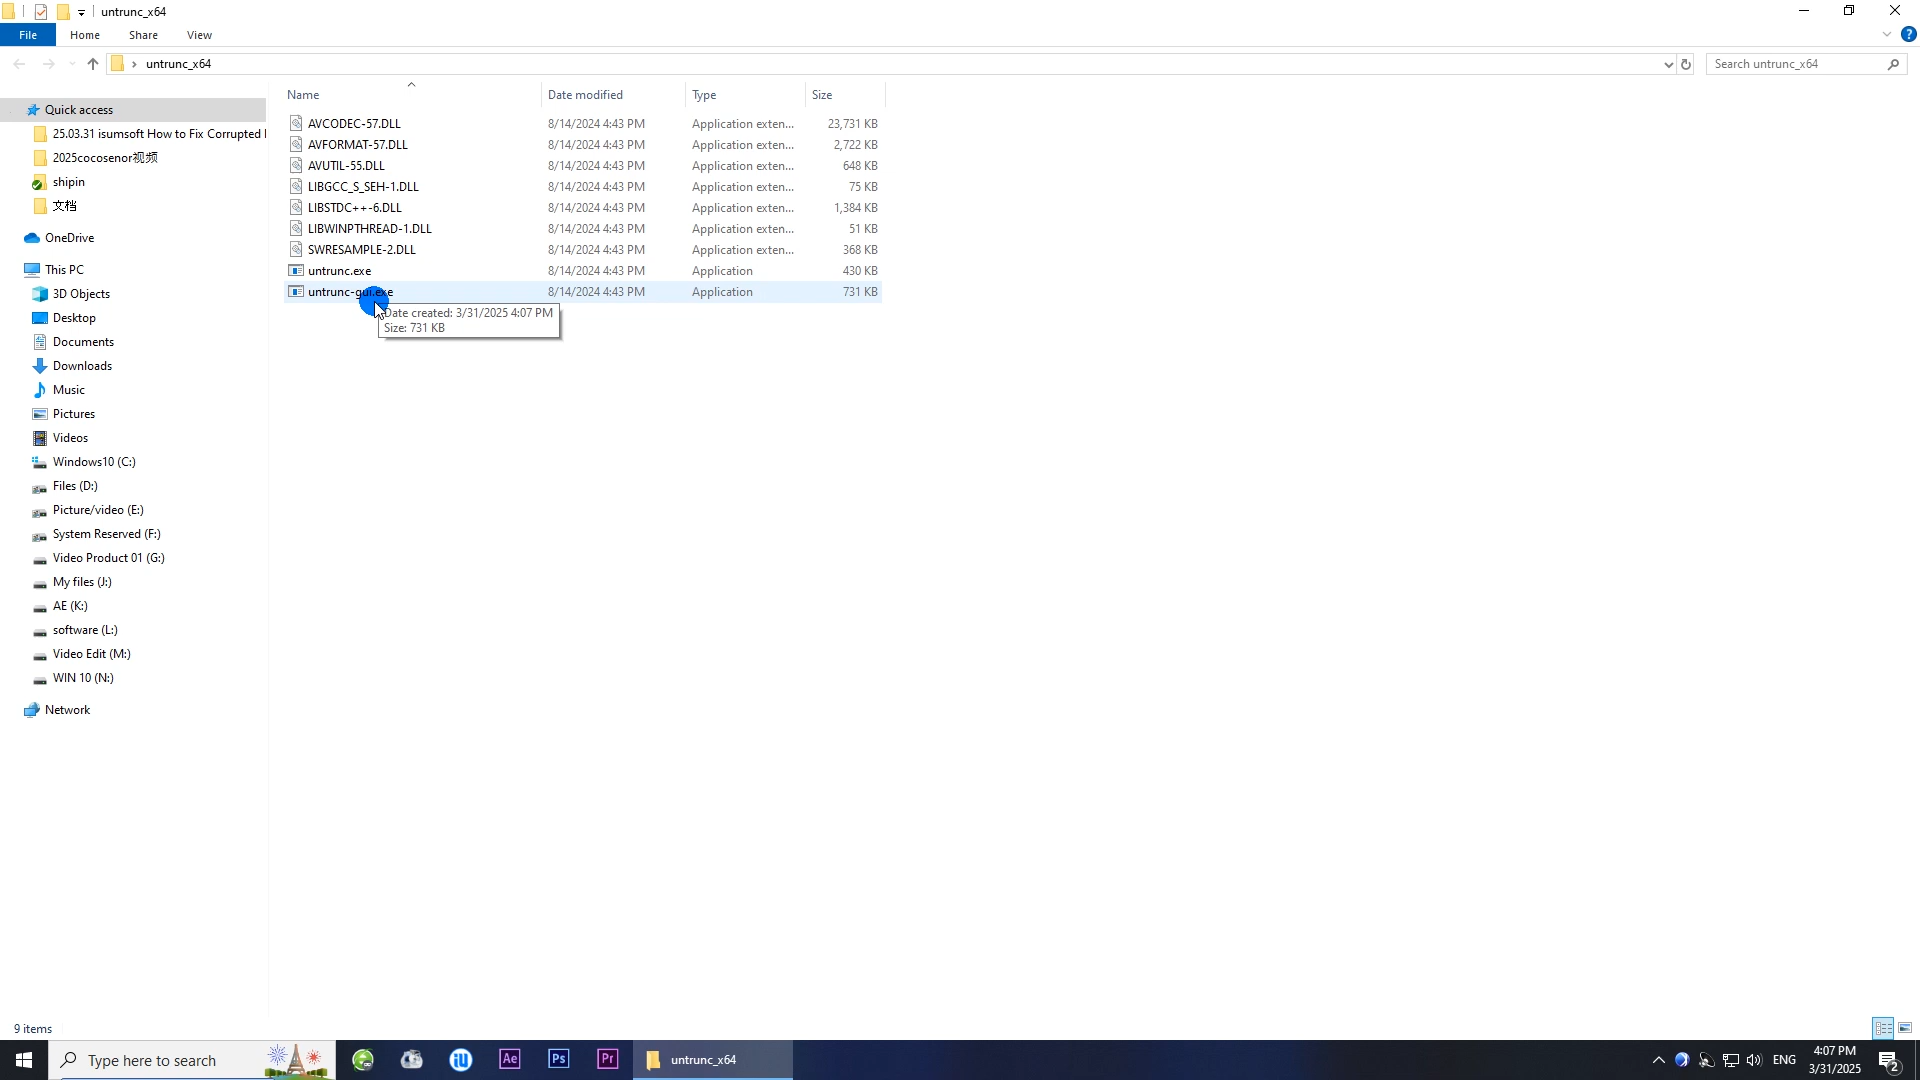 untrunc_x64
File Home Share View
untrunc_x64
Search untrunc_x64
Name Date modified Type Size
AVCODEC-57.DLL 8/14/2024 4:43 PM Application exten... 23,731 KB
AVFORMAT-57.DLL 8/14/2024 4:43 PM Application exten... 2,722 KB
AVUTIL-55.DLL 8/14/2024 4:43 PM Application exten... 648 KB
LIBGCC_S_SEH-1.DLL 8/14/2024 4:43 PM Application exten... 75 KB
LIBSTDC++-6.DLL 8/14/2024 4:43 PM Application exten... 1,384 KB
LIBWINPTHREAD-1.DLL 8/14/2024 4:43 PM Application exten... 51 KB
SWRESAMPLE-2.DLL 8/14/2024 4:43 PM Application exten... 368 KB
untrunc.exe 8/14/2024 4:43 PM Application 430 KB
untrunc-gui.exe 8/14/2024 4:43 PM Application 731 KB
Date created: 3/31/2025 4:07 PM
Size: 731 KB
Quick access
25.03.31 isumsoft How to Fix Corrupted
2025cocosenor视频
shipin
文档
OneDrive
This PC
3D Objects
Desktop
Documents
Downloads
Music
Pictures
Videos
Windows10 (C:)
Files (D:)
Picture/video (E:)
System Reserved (F:)
Video Product 01 (G:)
My files (J:)
AE (K:)
software (L:)
Video Edit (M:)
WIN 10 (N:)
Network
9 items
Type here to search
Ae Ps Pr
untrunc_x64
ENG
4:07 PM
3/31/2025
2